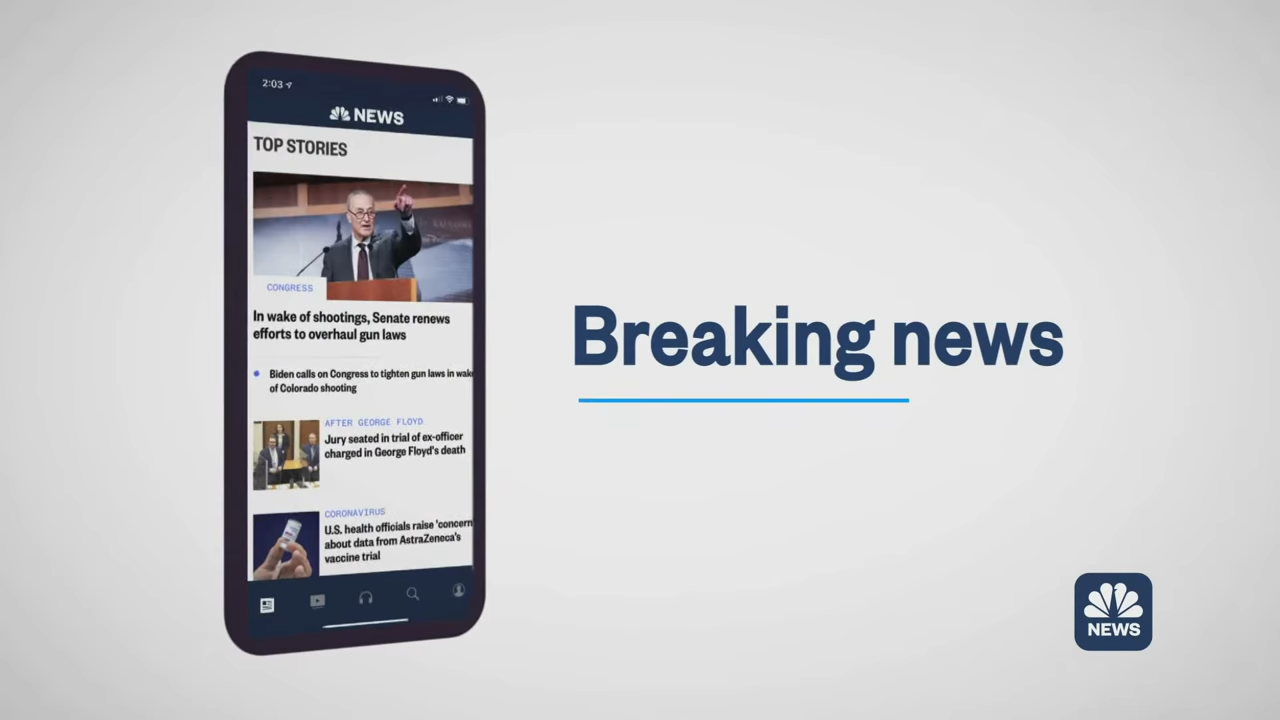 2:03
NEWS
TOP STORIES
CONGRESS
In wake of shootings, Senate renews
efforts to overhaul gun laws
Biden calls on Congress to tighten gun laws in wake
of Colorado shooting
AFTER GEORGE FLOYD
Jury seated in trial of ex-officer
charged in George Floyd's death
CORONAVIRUS
U.S. health officials raise 'concern
about data from AstraZeneca's
vaccine trial
Breaking news
NEWS